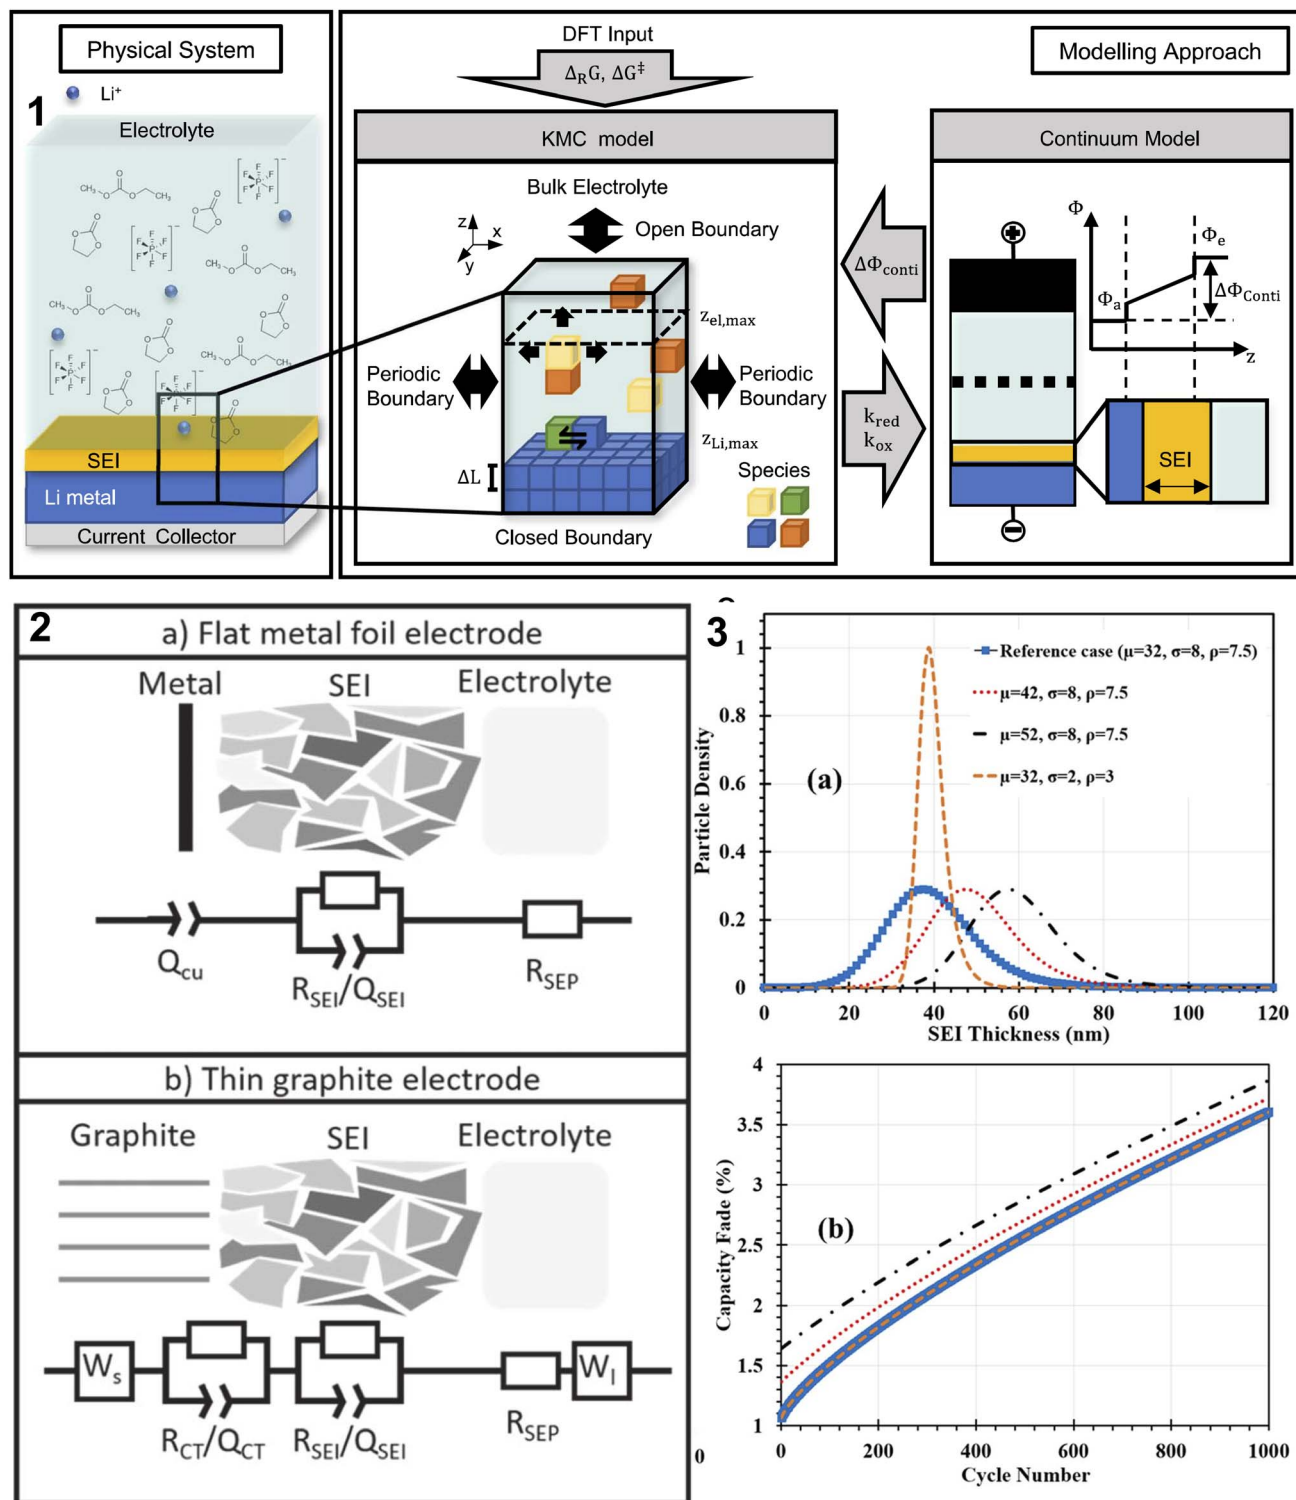 Physical System
Li⁺
1
Electrolyte
SEI
Li metal
Current Collector
Modelling Approach
DFT Input
Δ_RG, ΔG‡
KMC model
Bulk Electrolyte
Open Boundary
z
x
y
z_el,max
Periodic
Boundary
Periodic
Boundary
z_Li,max
ΔL
Species
Closed Boundary
ΔΦ_conti
k_red
k_ox
Continuum Model
Φ
Φ_e
Φ_a
ΔΦ_Conti
z
SEI
2
a) Flat metal foil electrode
Metal SEI Electrolyte
Q_cu
R_SEI/Q_SEI
R_SEP
b) Thin graphite electrode
Graphite SEI Electrolyte
W_s
R_CT/Q_CT
R_SEI/Q_SEI
R_SEP
W_l
3
Particle Density
1
0.8
0.6
0.4
0.2
0
Reference case (μ=32, σ=8, ρ=7.5)
μ=42, σ=8, ρ=7.5
μ=52, σ=8, ρ=7.5
μ=32, σ=2, ρ=3
(a)
0 20 40 60 80 100 120
SEI Thickness (nm)
Capacity Fade (%)
4
3.5
3
2.5
2
1.5
1
(b)
0 200 400 600 800 1000
Cycle Number
0